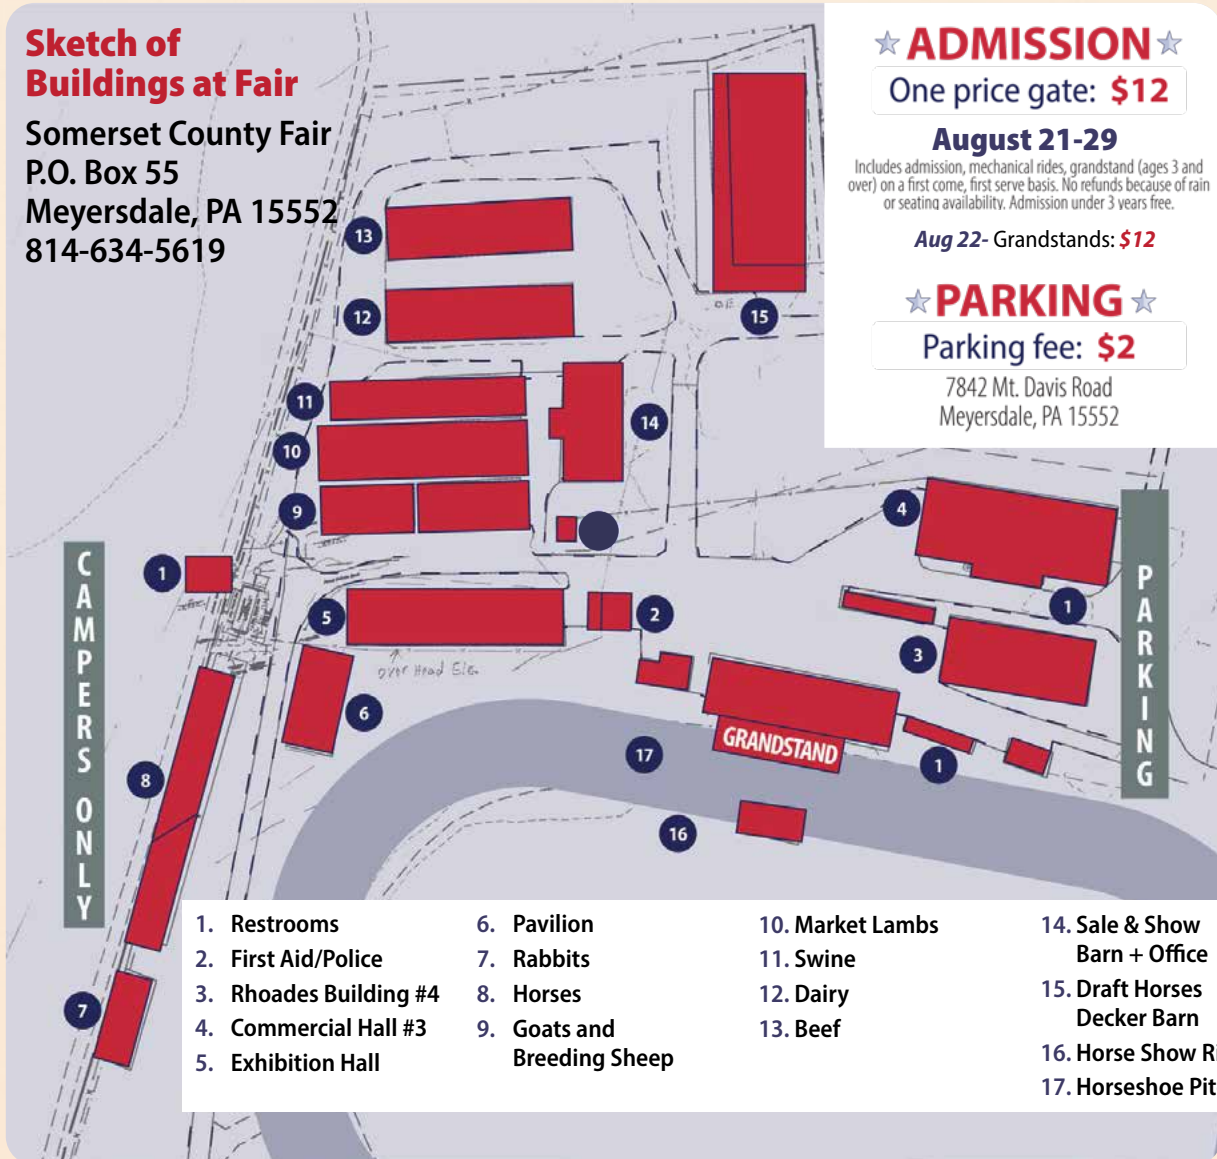 Sketch of
Buildings at Fair
Somerset County Fair
P.O. Box 55
Meyersdale, PA 15552
814-634-5619
ADMISSION
One price gate: $12
August 21-29
Includes admission, mechanical rides, grandstand (ages 3 and
over) on a first come, first serve basis. No refunds because of rain
or seating availability. Admission under 3 years free.
Aug 22- Grandstands: $12
PARKING
Parking fee: $2
7842 Mt. Davis Road
Meyersdale, PA 15552
13
12
15
11
14
10
9
4
1
5
2
1
3
6
17
GRANDSTAND
1
8
16
7
over Head Ele.
CAMPERS ONLY
PARKING
1. Restrooms
2. First Aid/Police
3. Rhoades Building #4
4. Commercial Hall #3
5. Exhibition Hall
6. Pavilion
7. Rabbits
8. Horses
9. Goats and
Breeding Sheep
10. Market Lambs
11. Swine
12. Dairy
13. Beef
14. Sale & Show
Barn + Office
15. Draft Horses
Decker Barn
16. Horse Show Ri
17. Horseshoe Pit